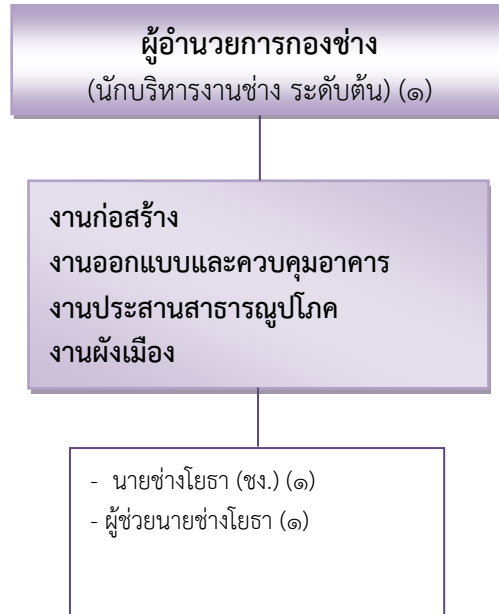 ผู้อำนวยการกองช่าง
(นักบริหารงานช่าง ระดับต้น) (๑)
งานก่อสร้าง
งานออกแบบและควบคุมอาคาร
งานประสานสาธารณูปโภค
งานผังเมือง
- นายช่างโยธา (ชง.) (๑)
- ผู้ช่วยนายช่างโยธา (๑)